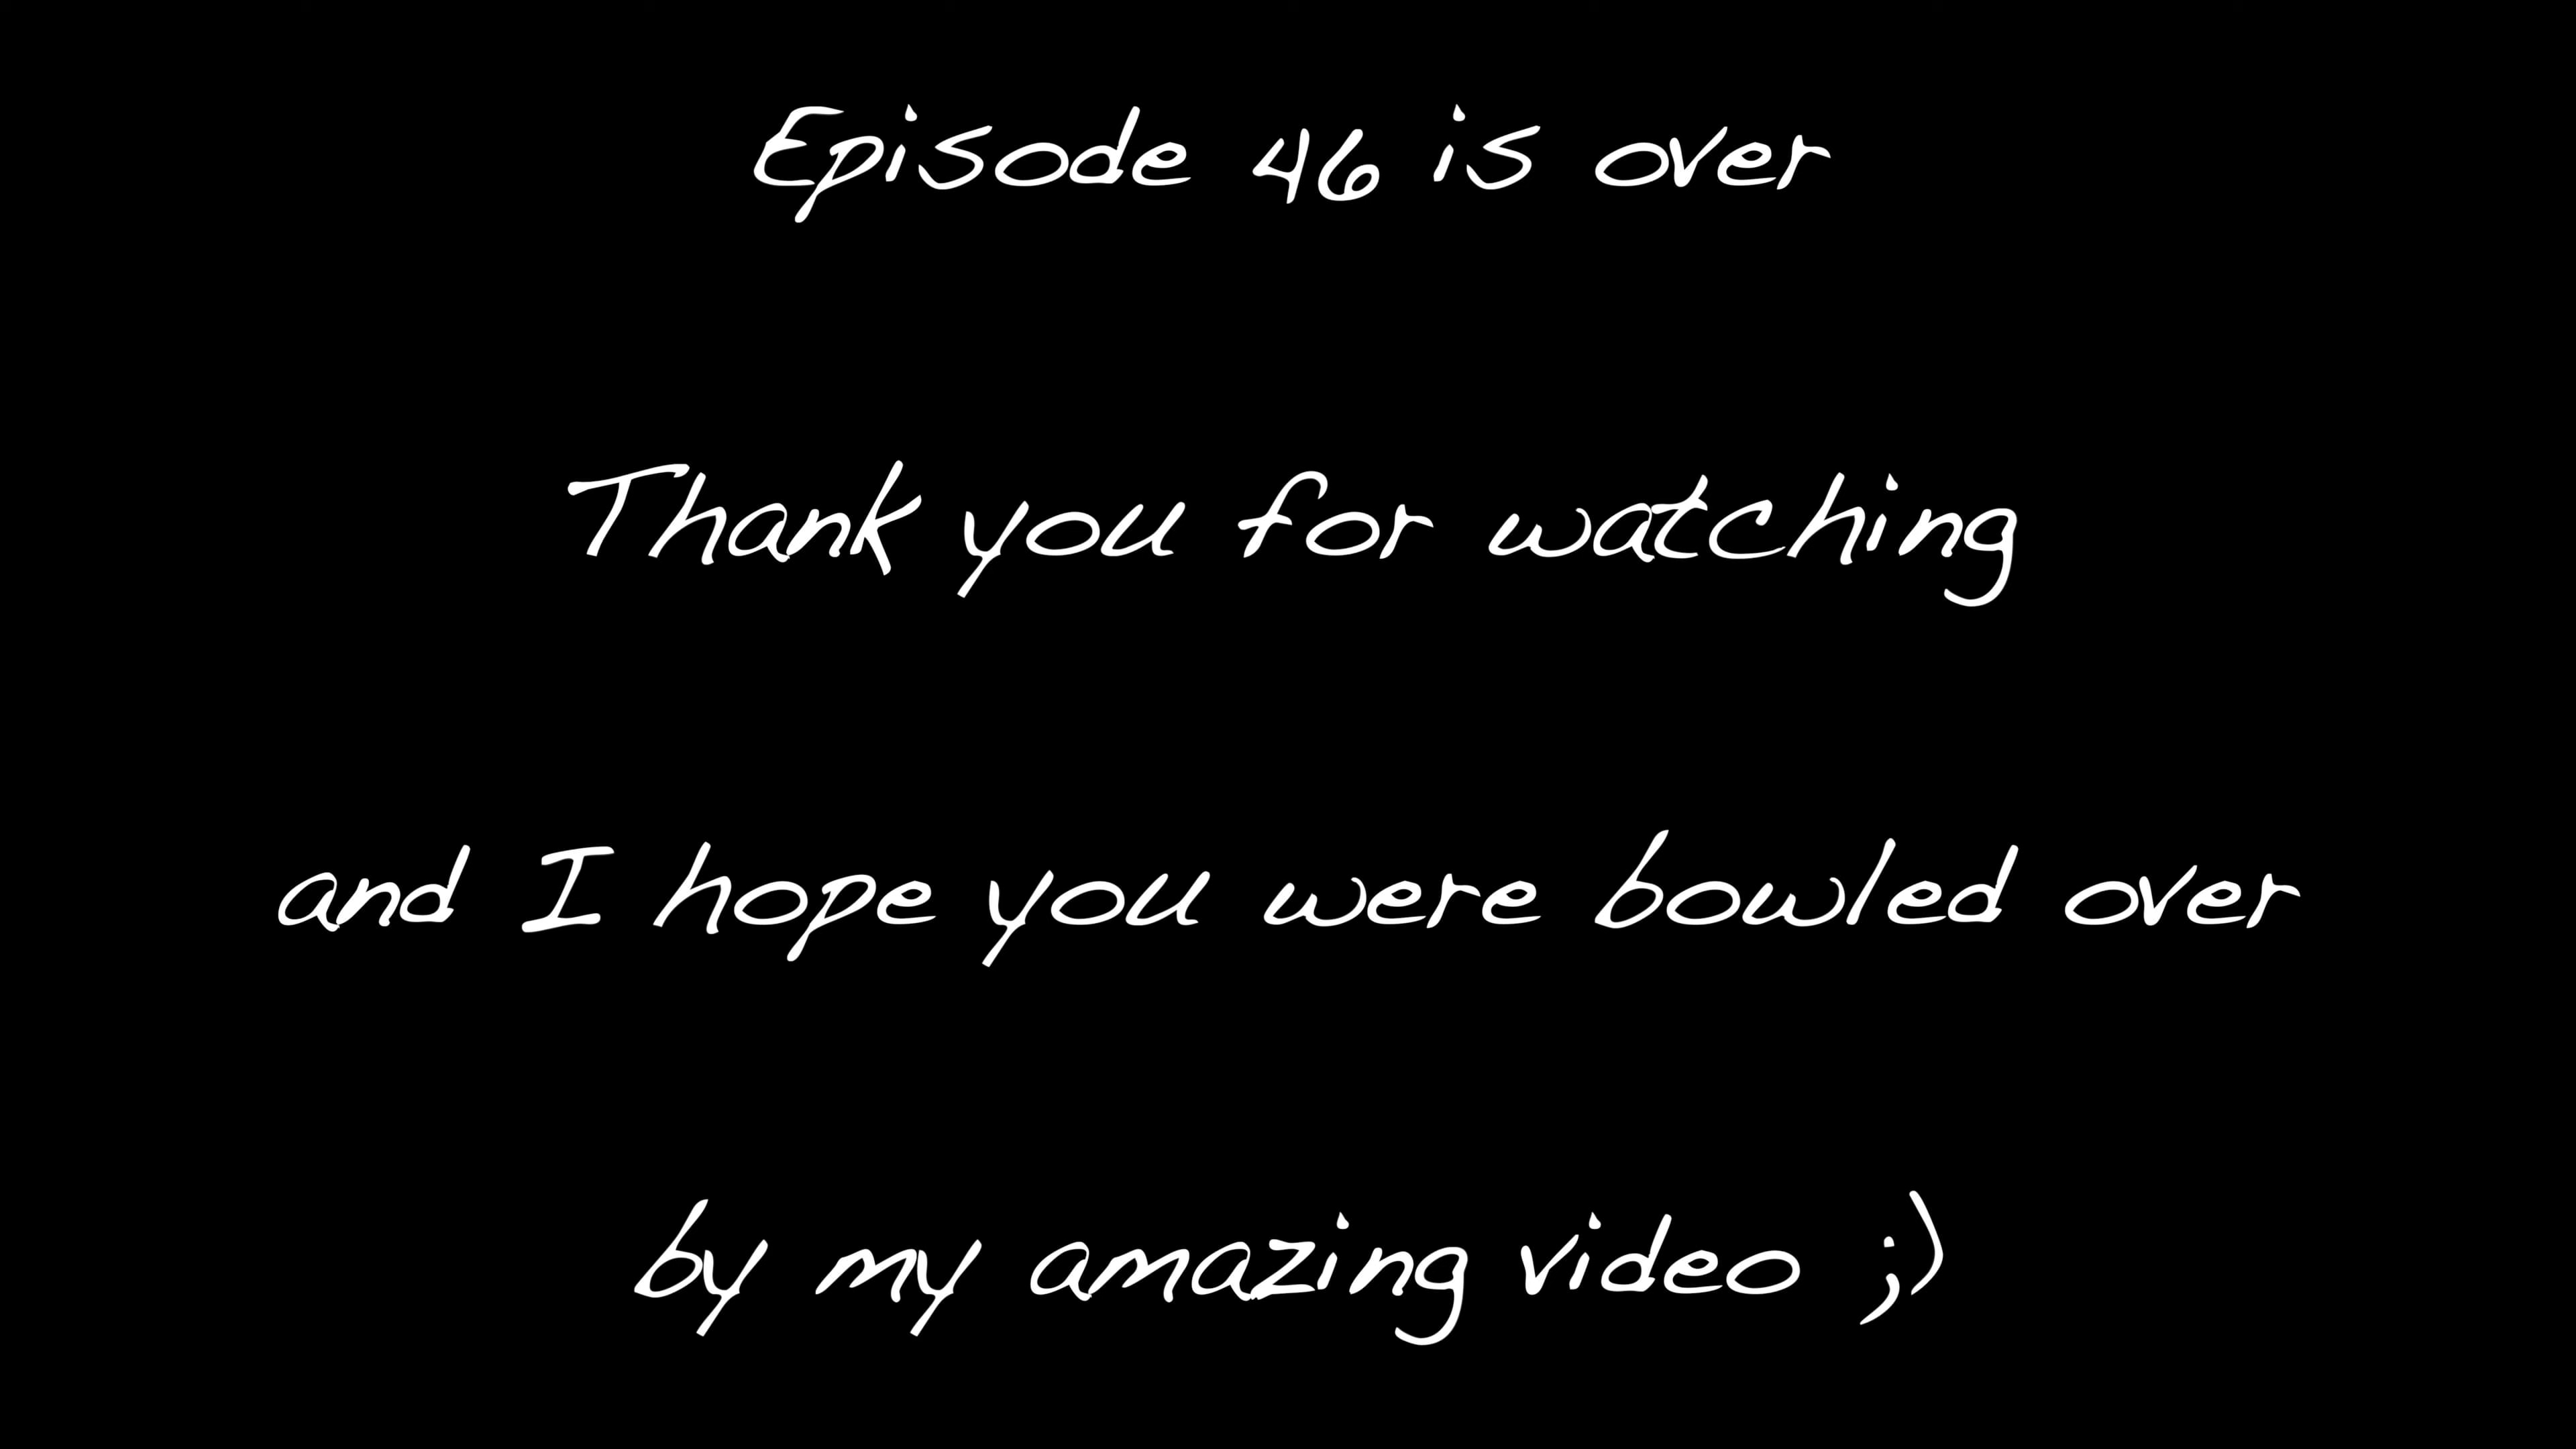 Episode 46 is over
Thank you for watching
and I hope you were bowled over
by my amazing video ;)